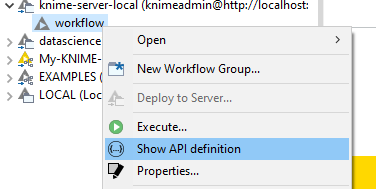 knime-server-local (knimeadmin@http://localhost:
workflow
datascience
My-KNIME-
EXAMPLES (
LOCAL (Loc
Open
New Workflow Group...
Deploy to Server...
Execute...
Show API definition
Properties...